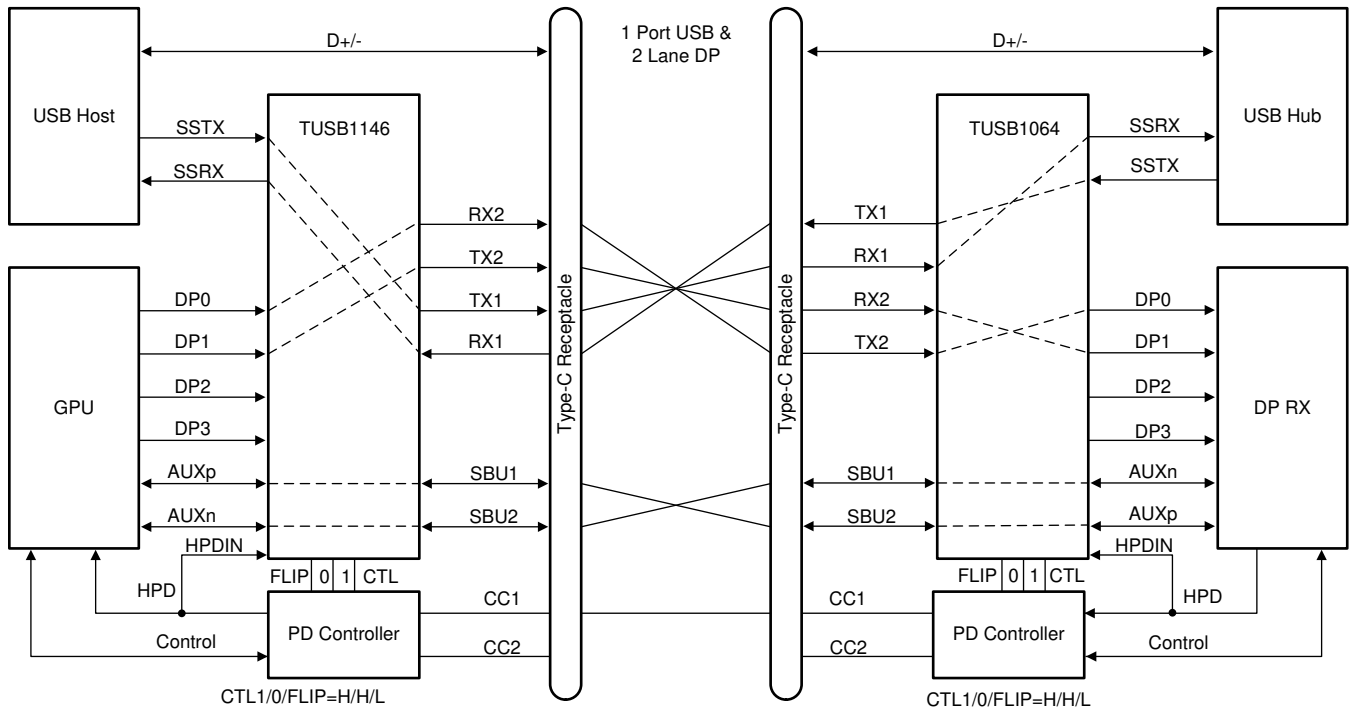 1 Port USB &
2 Lane DP
D+/-
D+/-
USB Host
TUSB1146
SSTX
SSRX
RX2
TX2
TX1
RX1
GPU
DP0
DP1
DP2
DP3
AUXp
AUXn
SBU1
SBU2
HPDIN
HPD
Control
FLIP 0 1 CTL
PD Controller
CC1
CC2
CTL1/0/FLIP=H/H/L
Type-C Receptacle
Type-C Receptacle
TUSB1064
USB Hub
SSRX
SSTX
TX1
RX1
RX2
TX2
DP0
DP1
DP2
DP3
DP RX
SBU1
SBU2
AUXn
AUXp
HPDIN
HPD
Control
FLIP 0 1 CTL
PD Controller
CC1
CC2
CTL1/0/FLIP=H/H/L